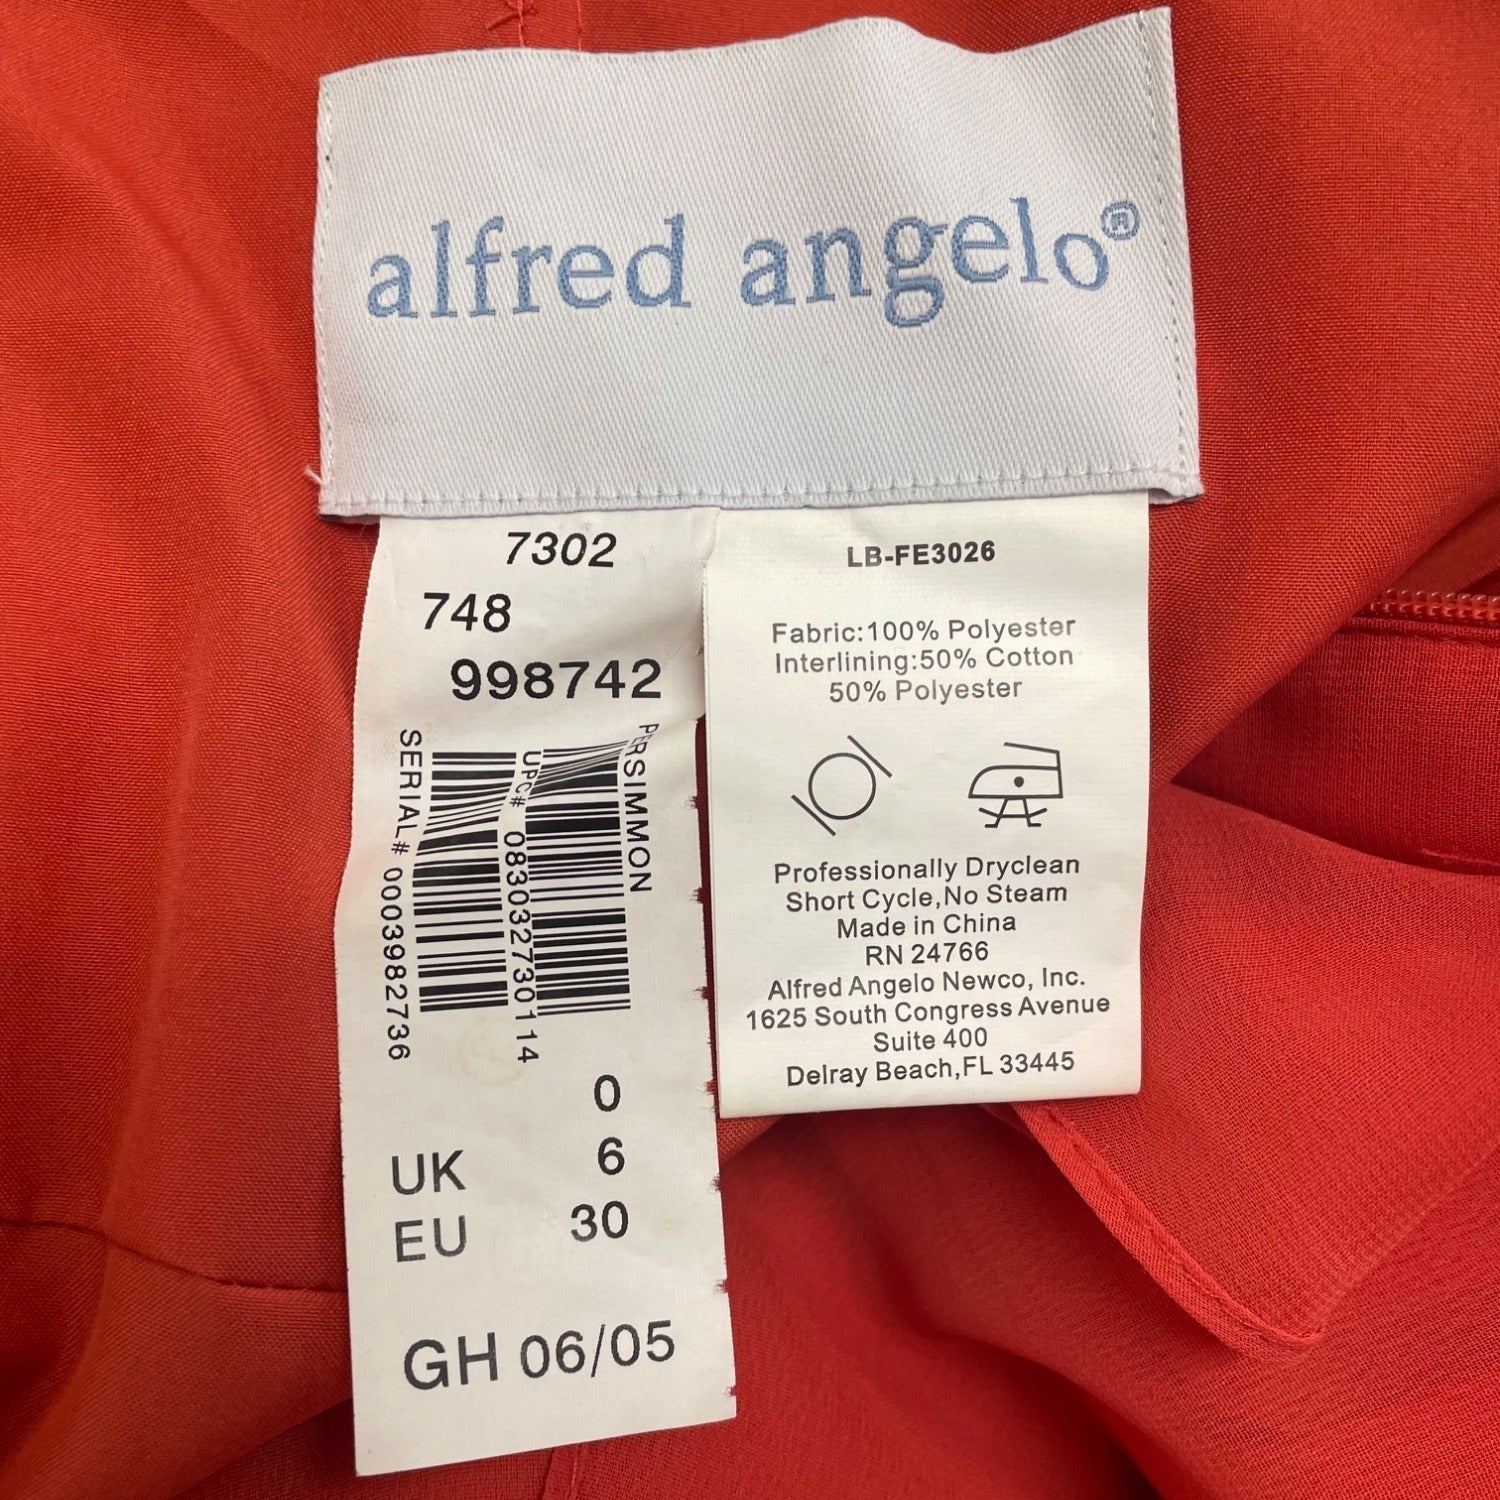 alfred angelo®
7302
748
998742
PERSIMMON
UPC# 083032730114
SERIAL# 0003982736
0
UK 6
EU 30
GH 06/05
LB-FE3026
Fabric:100% Polyester
Interlining:50% Cotton
50% Polyester
Professionally Dryclean
Short Cycle,No Steam
Made in China
RN 24766
Alfred Angelo Newco, Inc.
1625 South Congress Avenue
Suite 400
Delray Beach,FL 33445